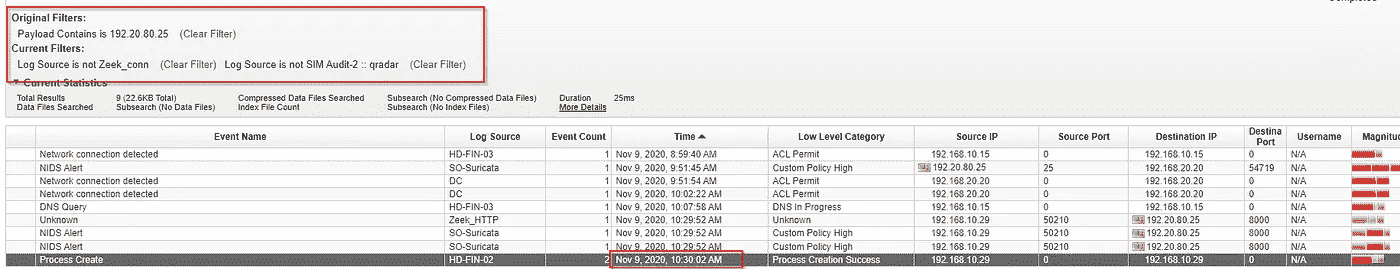 Original Filters:
Payload Contains is 192.20.80.25 (Clear Filter)
Current Filters:
Log Source is not Zeek_conn (Clear Filter) Log Source is not SIM Audit-2 :: qradar (Clear Filter)
Current Statistics
Total Results 9 (22.6KB Total) Compressed Data Files Searched Subsearch (No Compressed Data Files) Duration 25ms
Data Files Searched Subsearch (No Data Files) Index File Count Subsearch (No Index Files) More Details
Event Name Log Source Event Count Time Low Level Category Source IP Source Port Destination IP Destina Port Username Magnitu
Network connection detected HD-FIN-03 1 Nov 9, 2020, 8:59:40 AM ACL Permit 192.168.10.15 0 192.168.10.15 0 N/A
NIDS Alert SO-Suricata 1 Nov 9, 2020, 9:51:45 AM Custom Policy High 192.20.80.25 25 192.168.20.20 54719 N/A
Network connection detected DC 1 Nov 9, 2020, 9:51:54 AM ACL Permit 192.168.20.20 0 192.168.20.20 0 N/A
Network connection detected DC 1 Nov 9, 2020, 10:02:22 AM ACL Permit 192.168.20.20 0 192.168.20.20 0 N/A
DNS Query HD-FIN-03 1 Nov 9, 2020, 10:07:58 AM DNS In Progress 192.168.10.15 0 192.168.10.15 0 N/A
Unknown Zeek_HTTP 1 Nov 9, 2020, 10:29:52 AM Unknown 192.168.10.29 50210 192.20.80.25 8000 N/A
NIDS Alert SO-Suricata 1 Nov 9, 2020, 10:29:52 AM Custom Policy High 192.168.10.29 50210 192.20.80.25 8000 N/A
NIDS Alert SO-Suricata 1 Nov 9, 2020, 10:29:52 AM Custom Policy High 192.168.10.29 50210 192.20.80.25 8000 N/A
Process Create HD-FIN-02 2 Nov 9, 2020, 10:30:02 AM Process Creation Success 192.168.10.29 0 192.168.10.29 0 N/A